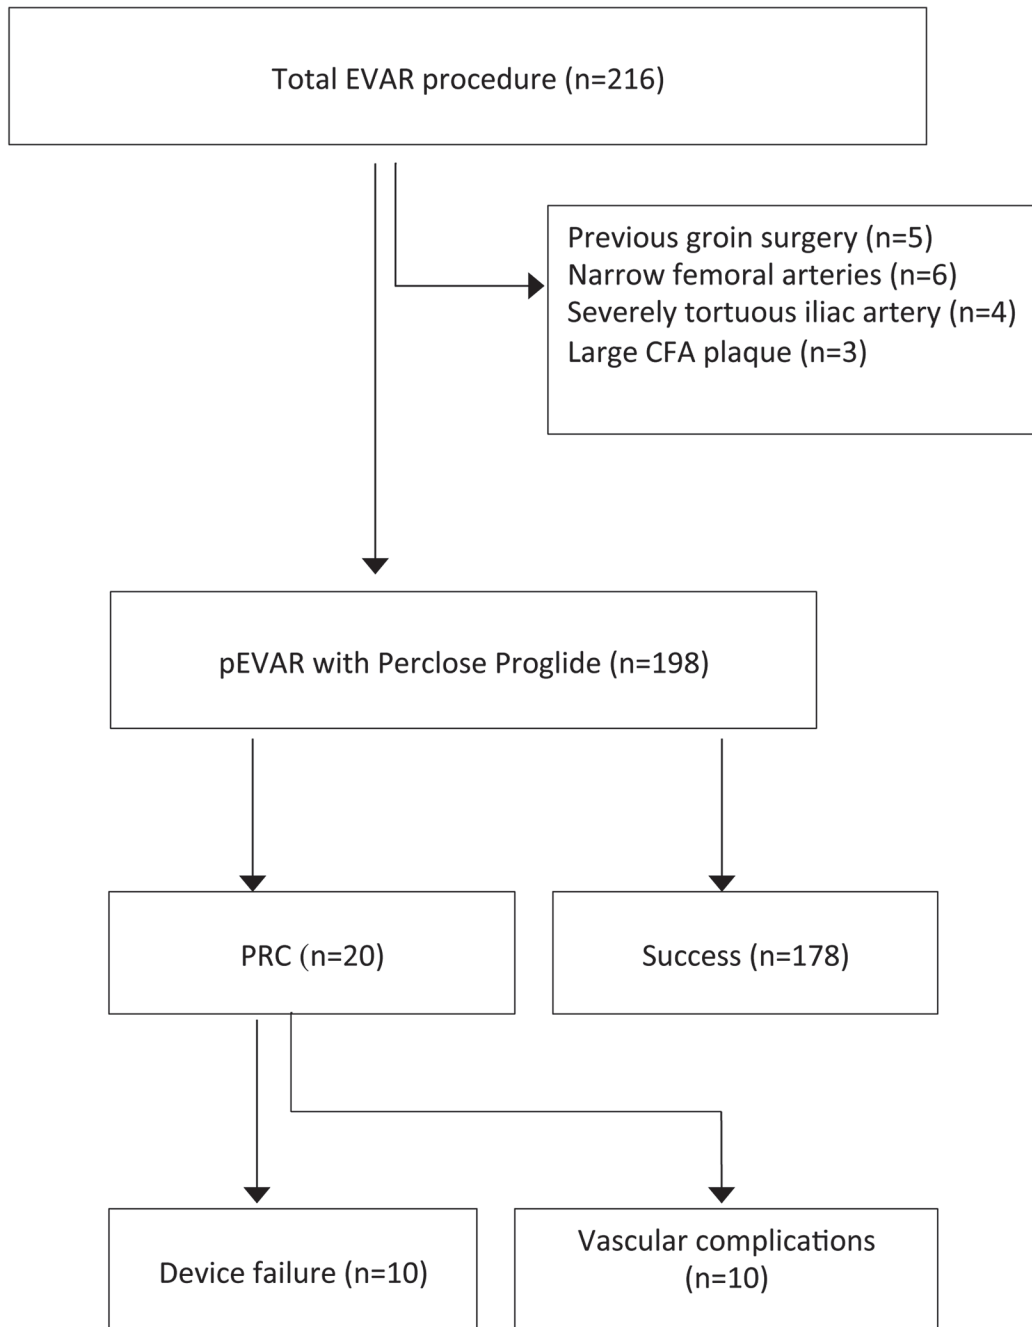 Total EVAR procedure (n=216)
Previous groin surgery (n=5)
Narrow femoral arteries (n=6)
Severely tortuous iliac artery (n=4)
Large CFA plaque (n=3)
pEVAR with Perclose Proglide (n=198)
PRC (n=20)
Success (n=178)
Device failure (n=10)
Vascular complications
(n=10)